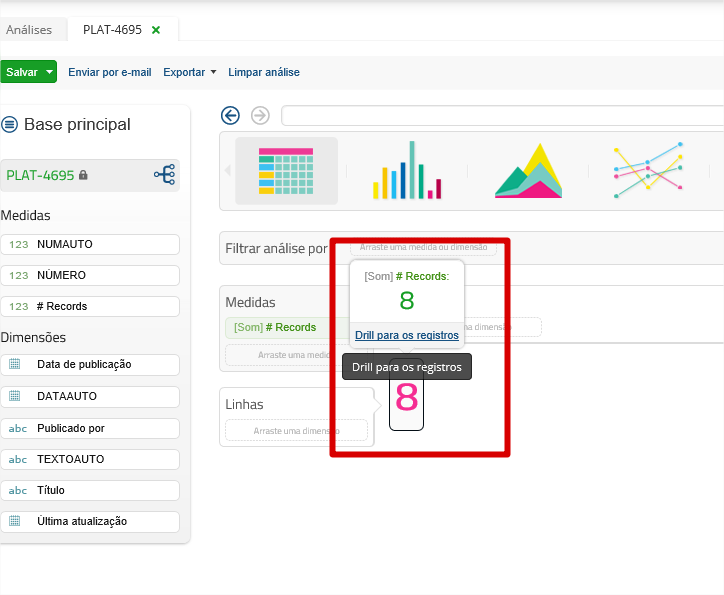 Análises
PLAT-4695
Salvar
Enviar por e-mail
Exportar
Limpar análise
Base principal
PLAT-4695
Medidas
123 NUMAUTO
123 NÚMERO
123 # Records
Dimensões
Data de publicação
DATAAUTO
abc Publicado por
abc TEXTOAUTO
abc Título
Última atualização
Filtrar análise por
Arraste uma medida ou dimensão
Medidas
[Som] # Records
Arraste uma medi
ma dimensão
[Som] # Records:
8
Drill para os registros
Drill para os registros
8
Linhas
Arraste uma dimensão